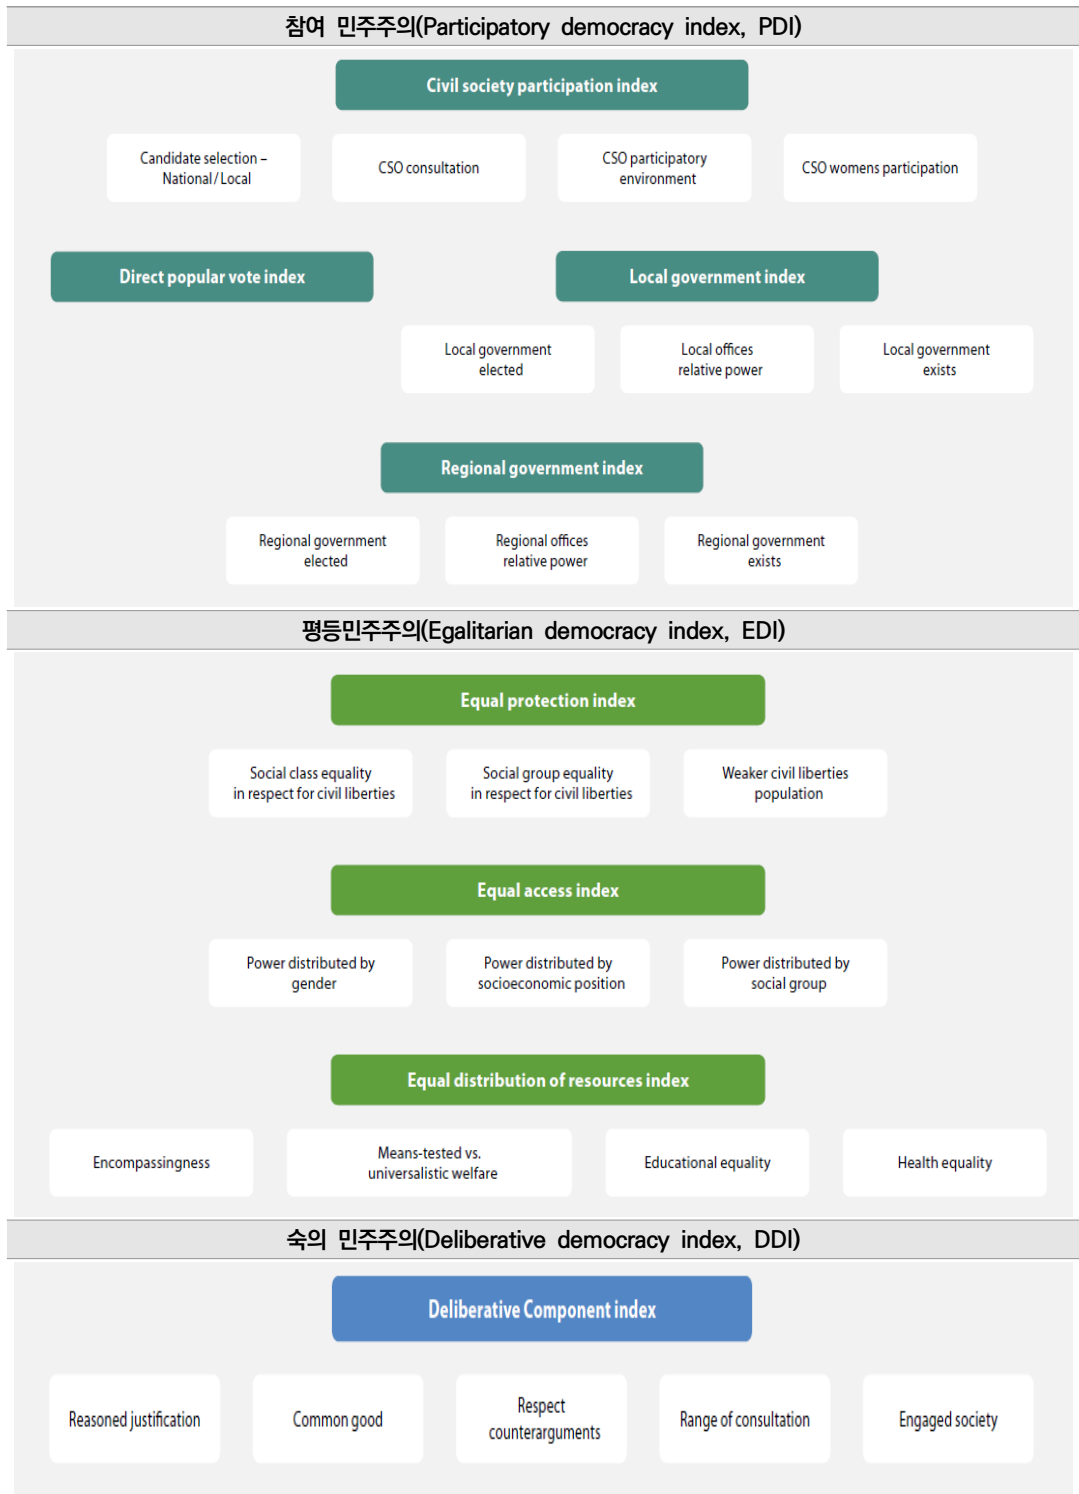 참여 민주주의(Participatory democracy index, PDI)
Civil society participation index
Candidate selection –
National / Local
CSO consultation
CSO participatory
environment
CSO womens participation
Direct popular vote index
Local government index
Local government
elected
Local offices
relative power
Local government
exists
Regional government index
Regional government
elected
Regional offices
relative power
Regional government
exists
평등민주주의(Egalitarian democracy index, EDI)
Equal protection index
Social class equality
in respect for civil liberties
Social group equality
in respect for civil liberties
Weaker civil liberties
population
Equal access index
Power distributed by
gender
Power distributed by
socioeconomic position
Power distributed by
social group
Equal distribution of resources index
Encompassingness
Means-tested vs.
universalistic welfare
Educational equality
Health equality
숙의 민주주의(Deliberative democracy index, DDI)
Deliberative Component index
Reasoned justification
Common good
Respect
counterarguments
Range of consultation
Engaged society